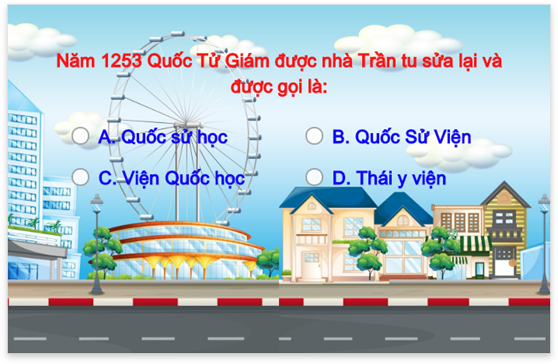 Năm 1253 Quốc Tử Giám được nhà Trần tu sửa lại và
được gọi là:
A. Quốc sử học
B. Quốc Sử Viện
C. Viện Quốc học
D. Thái y viện